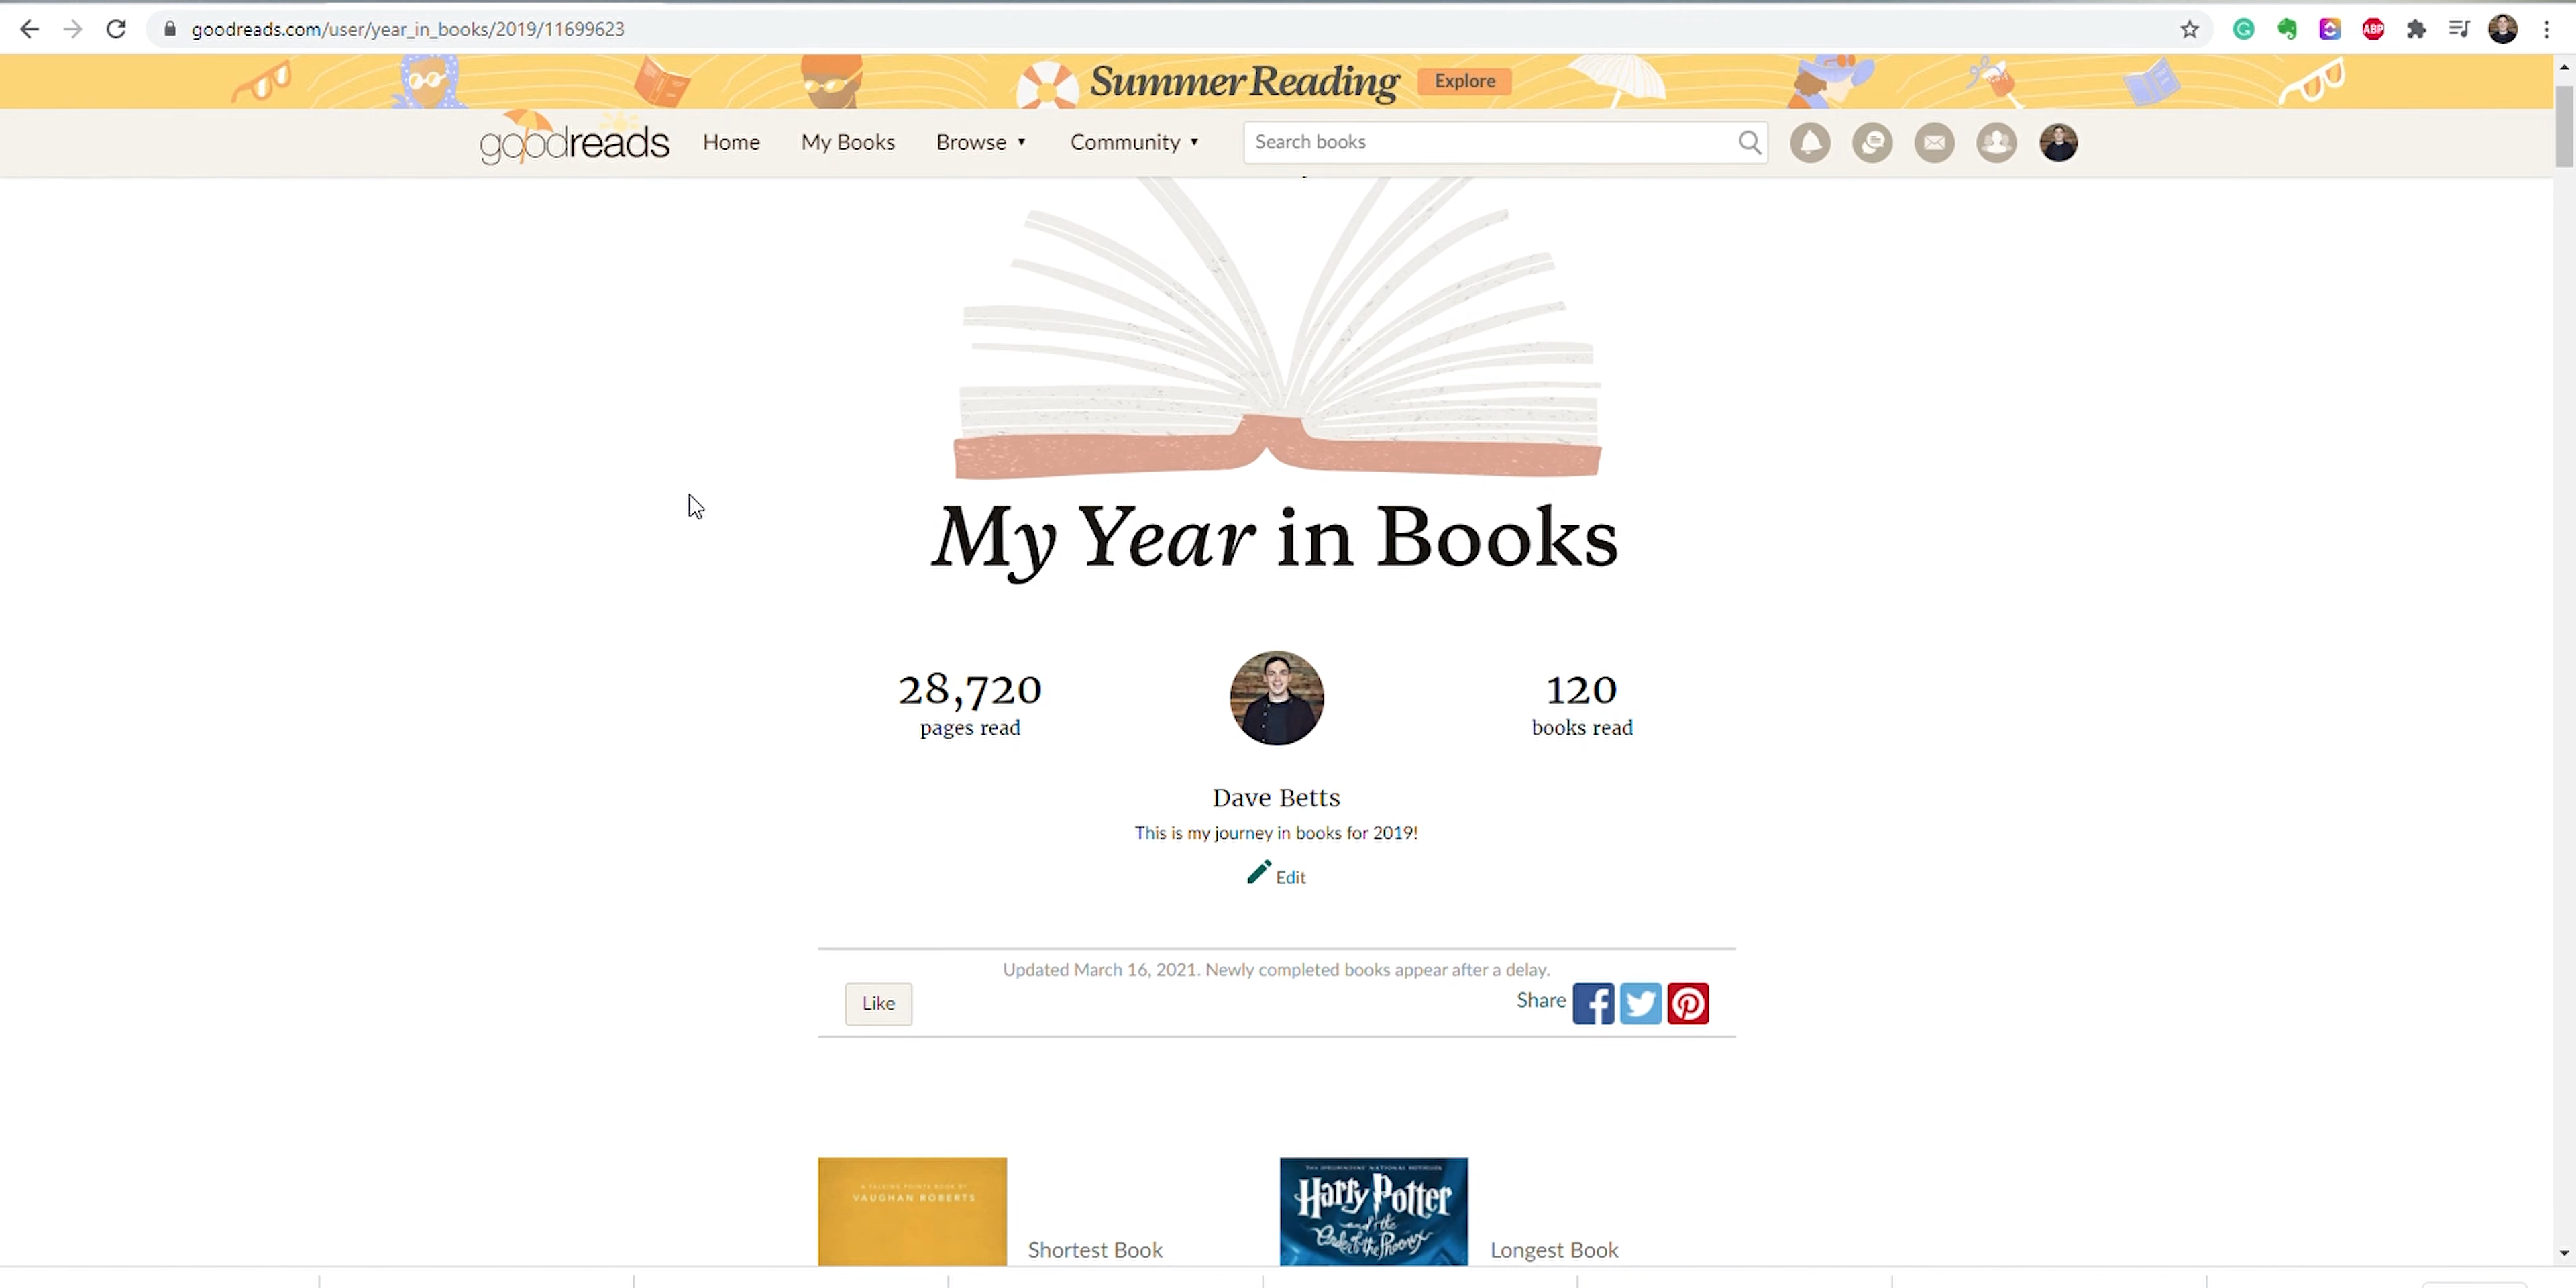 goodreads.com/user/year_in_books/2019/11699623
ABP
Summer Reading Explore
goodreads Home My Books Browse ▼ Community ▼ Search books
My Year in Books
28,720 120
pages read books read
Dave Betts
This is my journey in books for 2019!
Edit
Updated March 16, 2021. Newly completed books appear after a delay.
Like Share
A TALKING POINTS BOOK BY
VAUGHAN ROBERTS
Harry Potter
and the
Order of the Phoenix
Shortest Book Longest Book